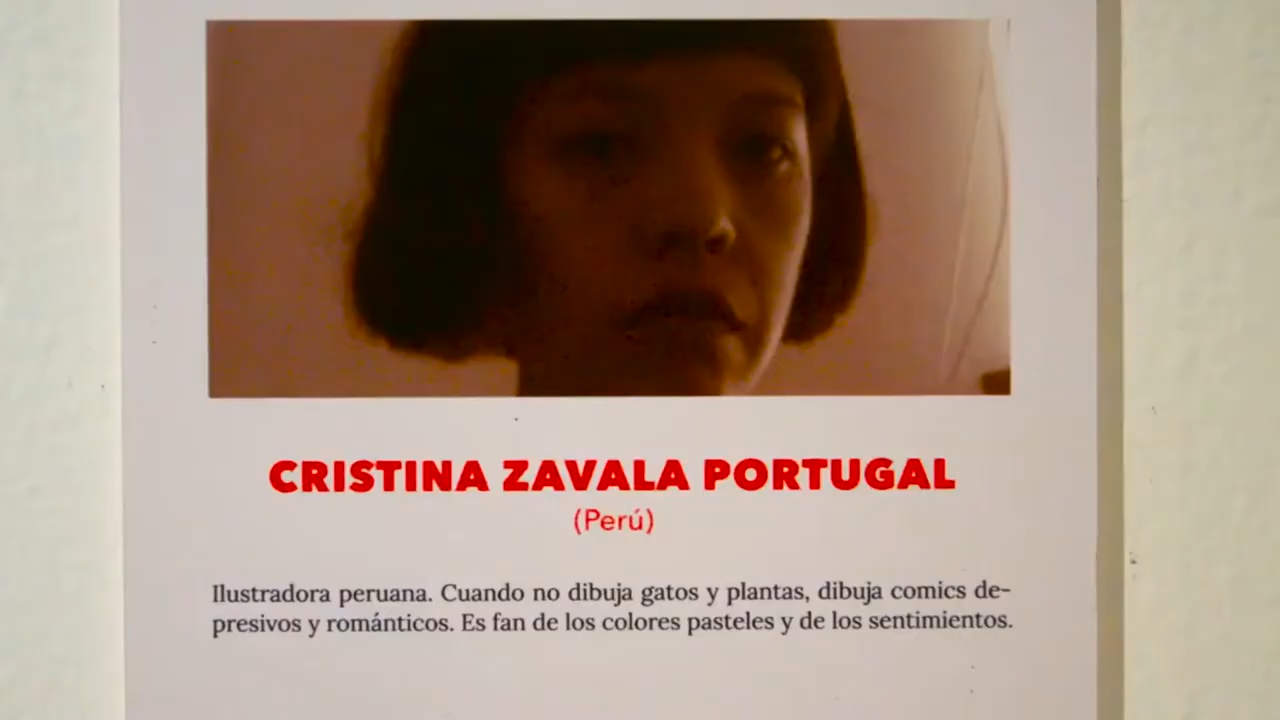 CRISTINA ZAVALA PORTUGAL
(Perú)
Ilustradora peruana. Cuando no dibuja gatos y plantas, dibuja comics de-
presivos y románticos. Es fan de los colores pasteles y de los sentimientos.